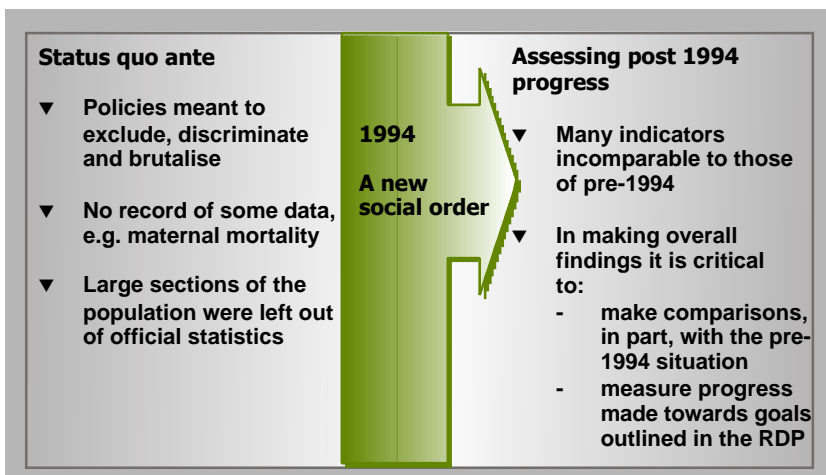 Status quo ante
▼ Policies meant to
exclude, discriminate
and brutalise
▼ No record of some data,
e.g. maternal mortality
▼ Large sections of the
population were left out
of official statistics
1994
A new
social order
Assessing post 1994
progress
▼ Many indicators
incomparable to those
of pre-1994
▼ In making overall
findings it is critical
to:
- make comparisons,
in part, with the pre-
1994 situation
- measure progress
made towards goals
outlined in the RDP